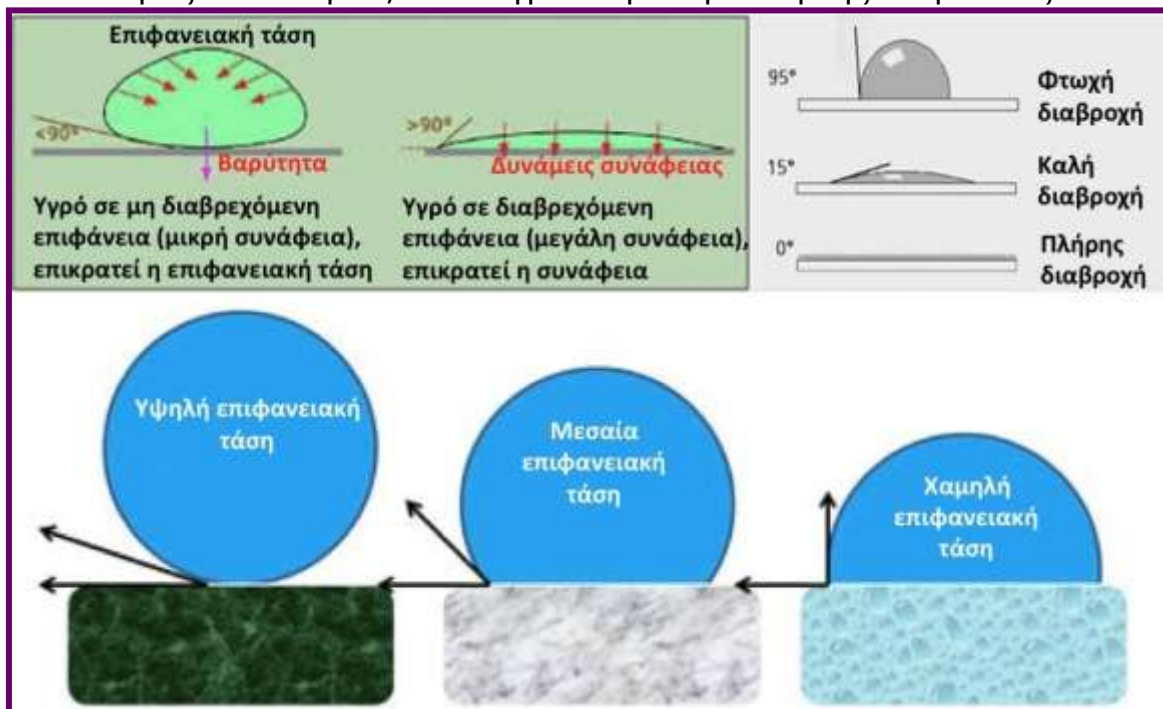 Επιφανειακή τάση
<90°
Βαρύτητα
Υγρό σε μη διαβρεχόμενη
επιφάνεια (μικρή συνάφεια),
επικρατεί η επιφανειακή τάση
>90°
Δυνάμεις συνάφειας
Υγρό σε διαβρεχόμενη
επιφάνεια (μεγάλη συνάφεια),
επικρατεί η συνάφεια
95°
Φτωχή
διαβροχή
15°
Καλή
διαβροχή
0°
Πλήρης
διαβροχή
Υψηλή επιφανειακή
τάση
Μεσαία
επιφανειακή
τάση
Χαμηλή
επιφανειακή
τάση